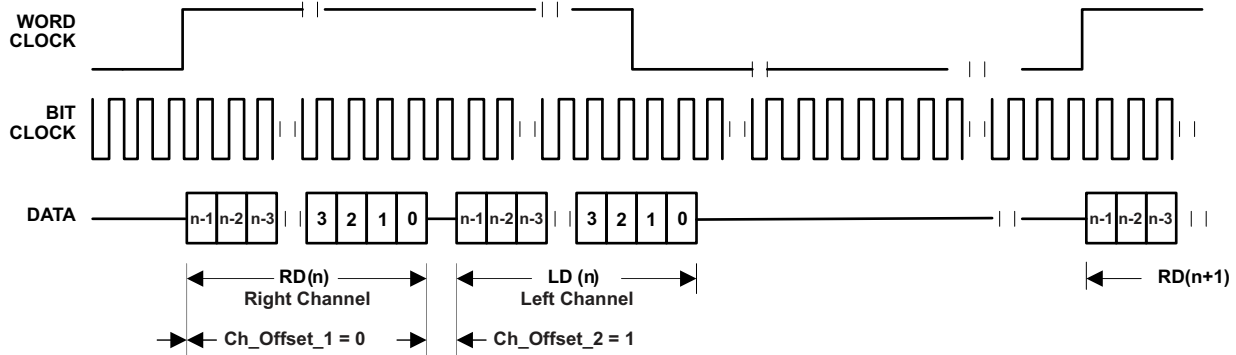 WORD
CLOCK
BIT
CLOCK
DATA
n-1 n-2 n-3 3 2 1 0 n-1 n-2 n-3 3 2 1 0 n-1 n-2 n-3
RD(n) LD (n) RD(n+1)
Right Channel Left Channel
Ch_Offset_1 = 0 Ch_Offset_2 = 1